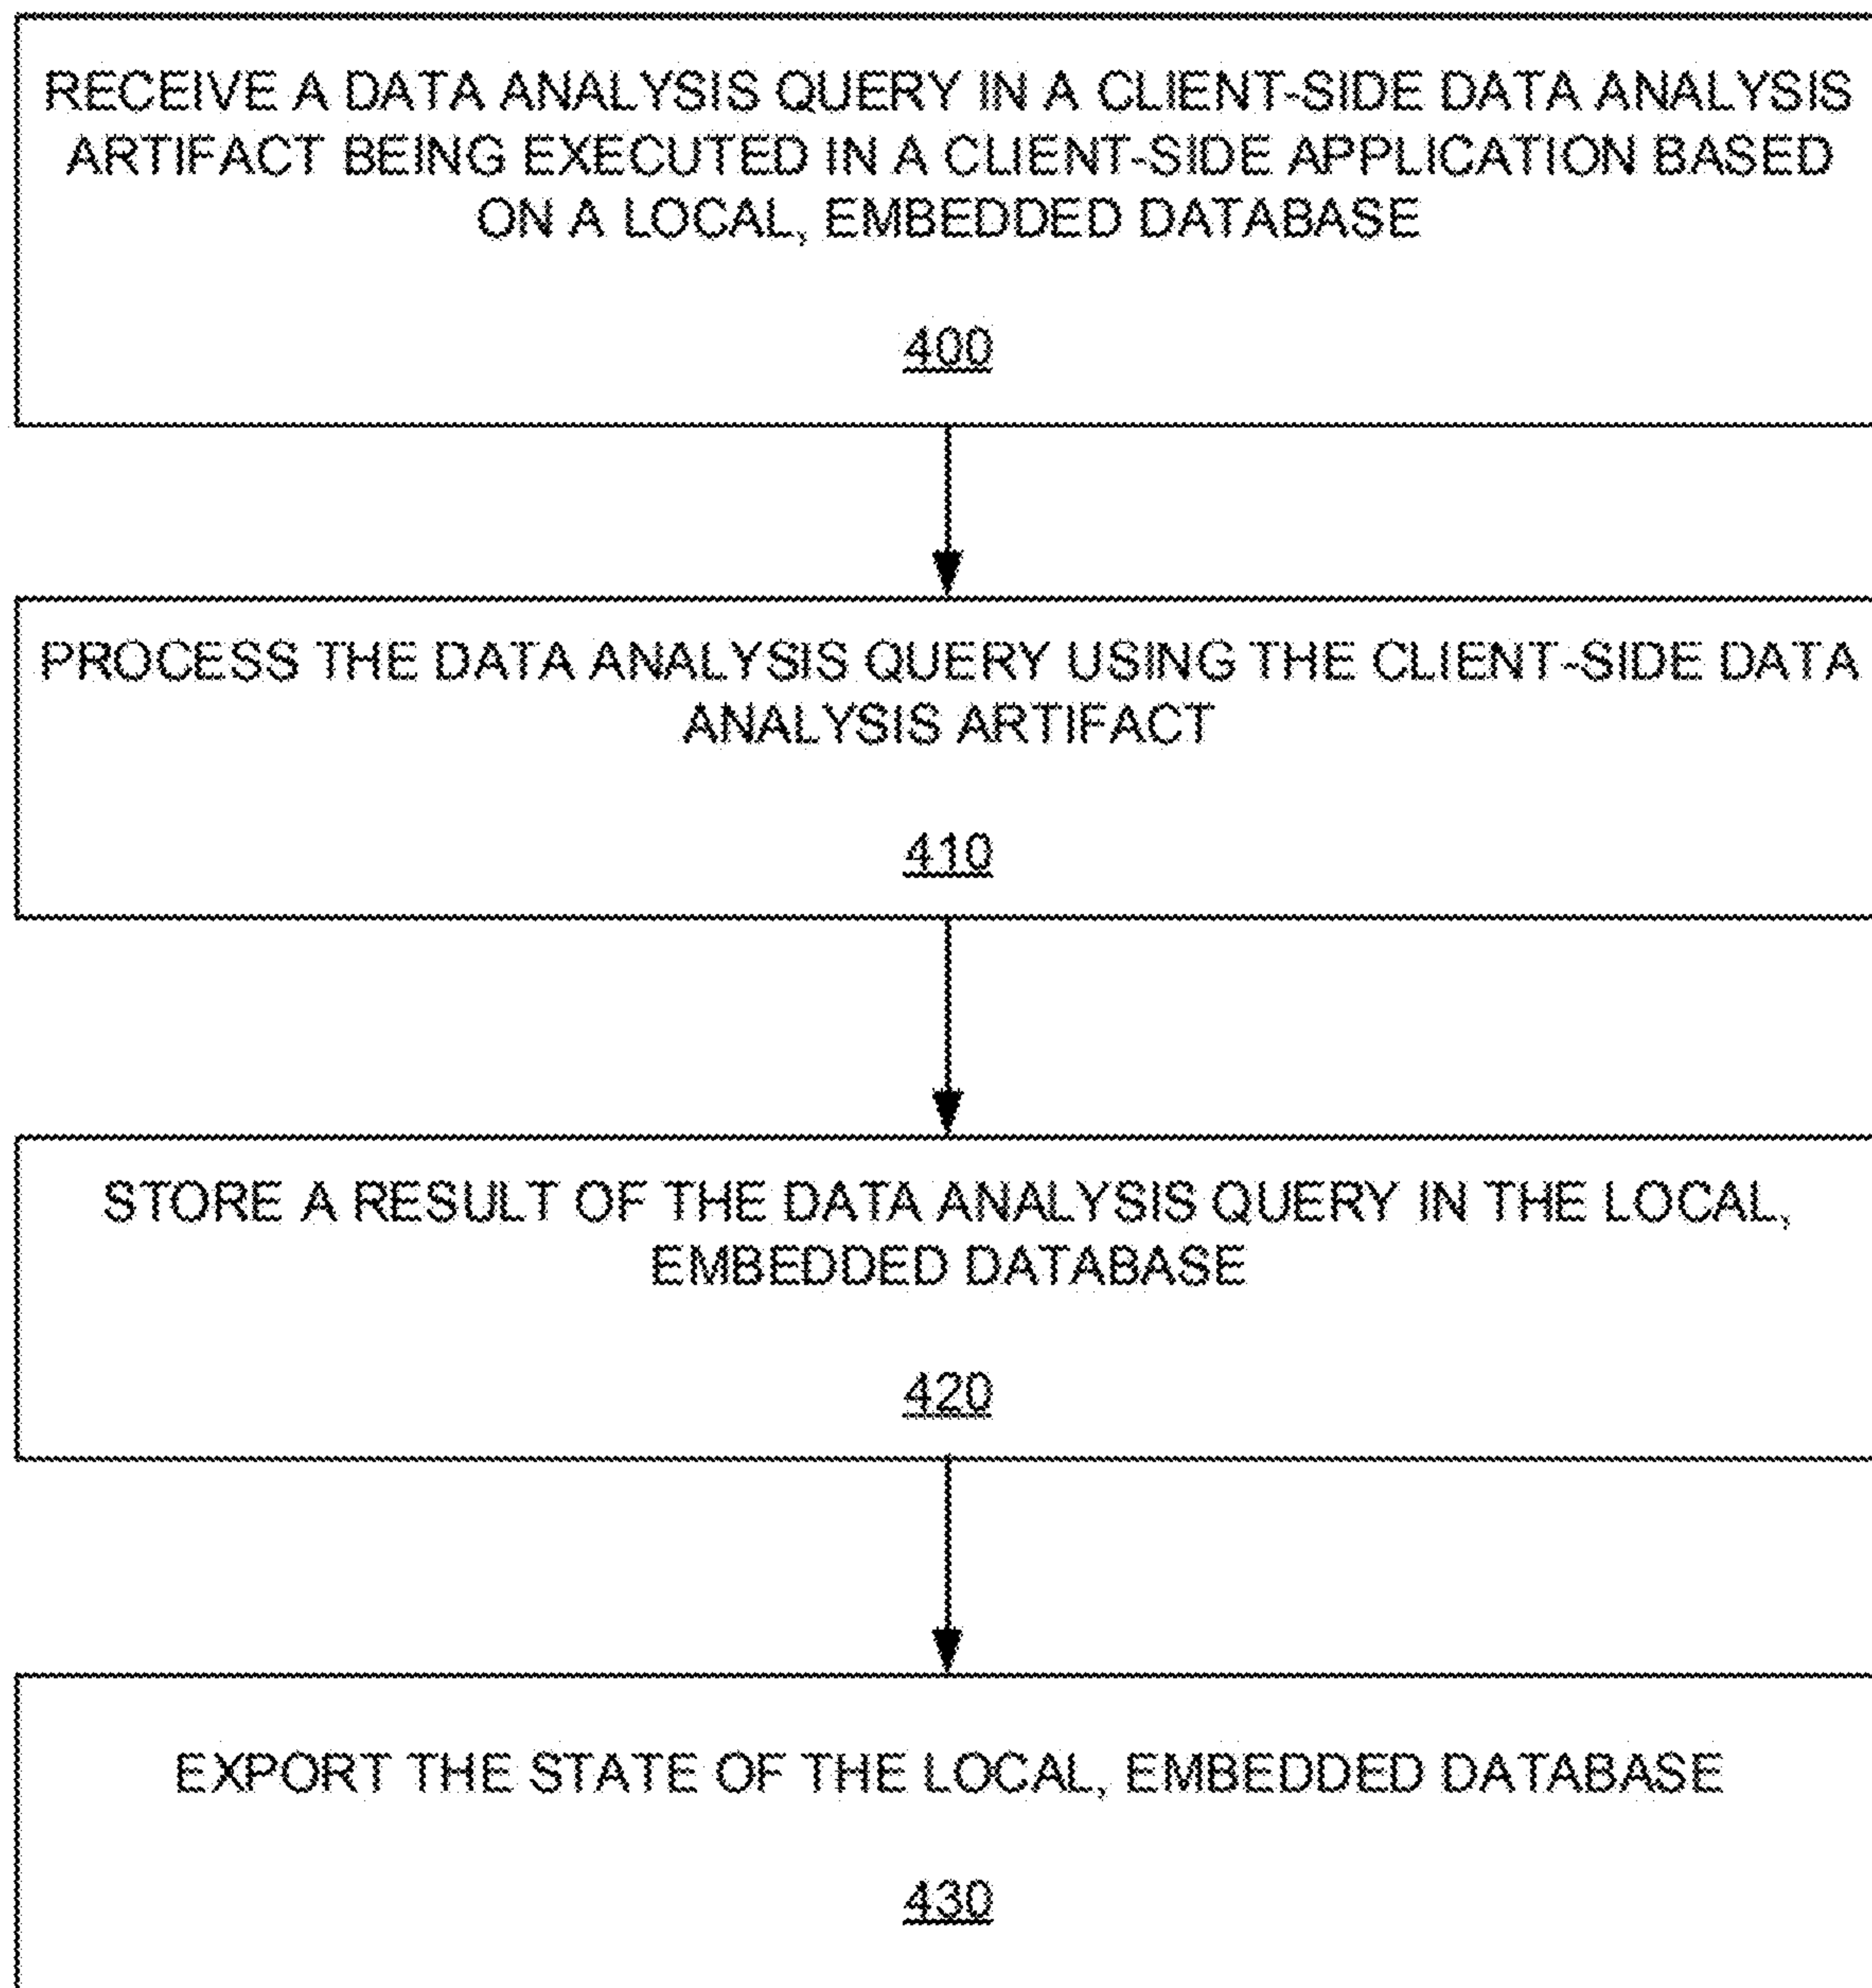 RECEIVE A DATA ANALYSIS QUERY IN A CLIENT-SIDE DATA ANALYSIS
ARTIFACT BEING EXECUTED IN A CLIENT-SIDE APPLICATION BASED
ON A LOCAL, EMBEDDED DATABASE
400
PROCESS THE DATA ANALYSIS QUERY USING THE CLIENT-SIDE DATA
ANALYSIS ARTIFACT
410
STORE A RESULT OF THE DATA ANALYSIS QUERY IN THE LOCAL,
EMBEDDED DATABASE
420
EXPORT THE STATE OF THE LOCAL, EMBEDDED DATABASE
430